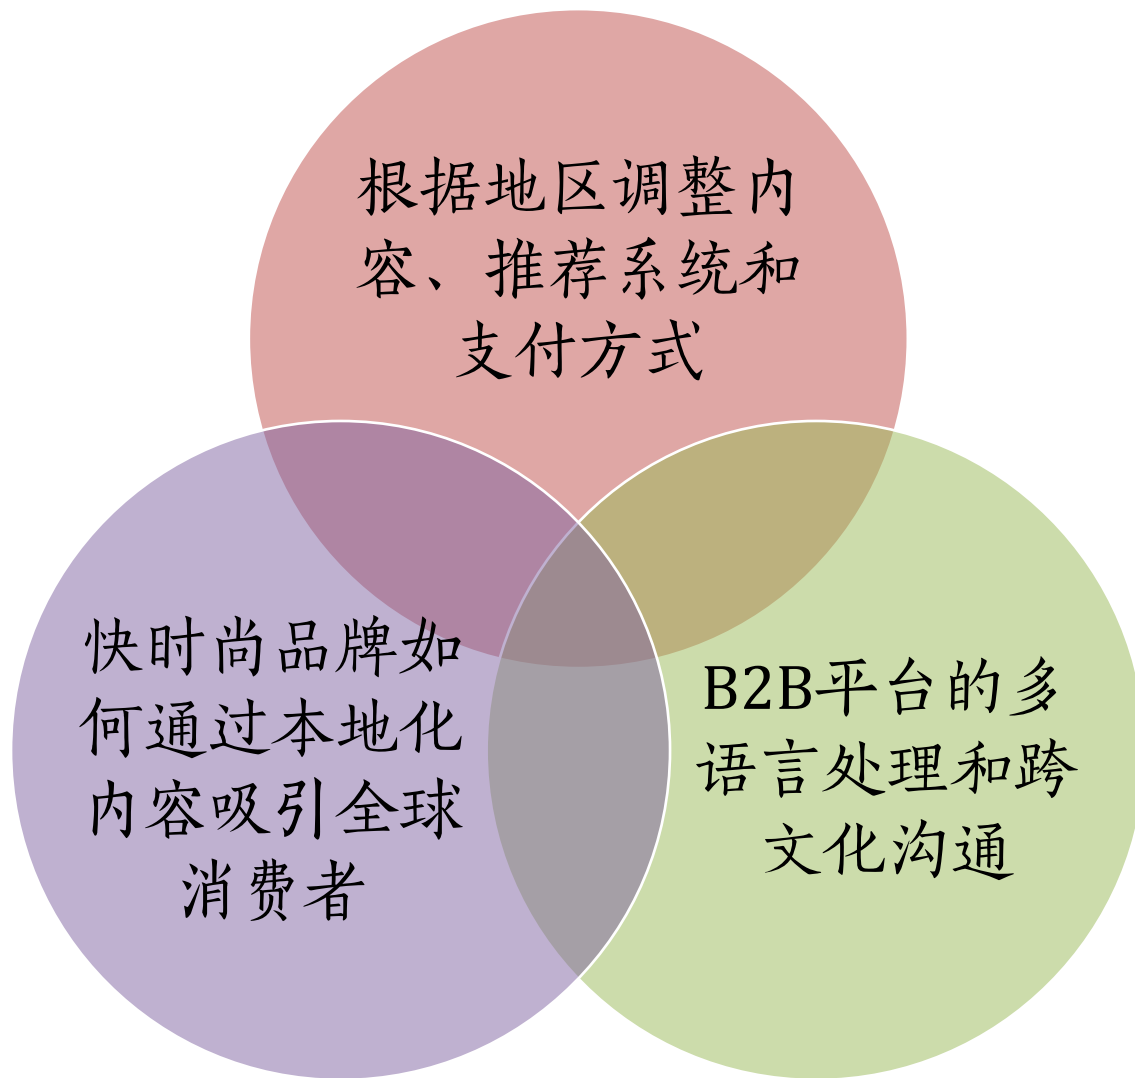 根据地区调整内
容、推荐系统和
支付方式
快时尚品牌如
何通过本地化
内容吸引全球
消费者
B2B平台的多
语言处理和跨
文化沟通